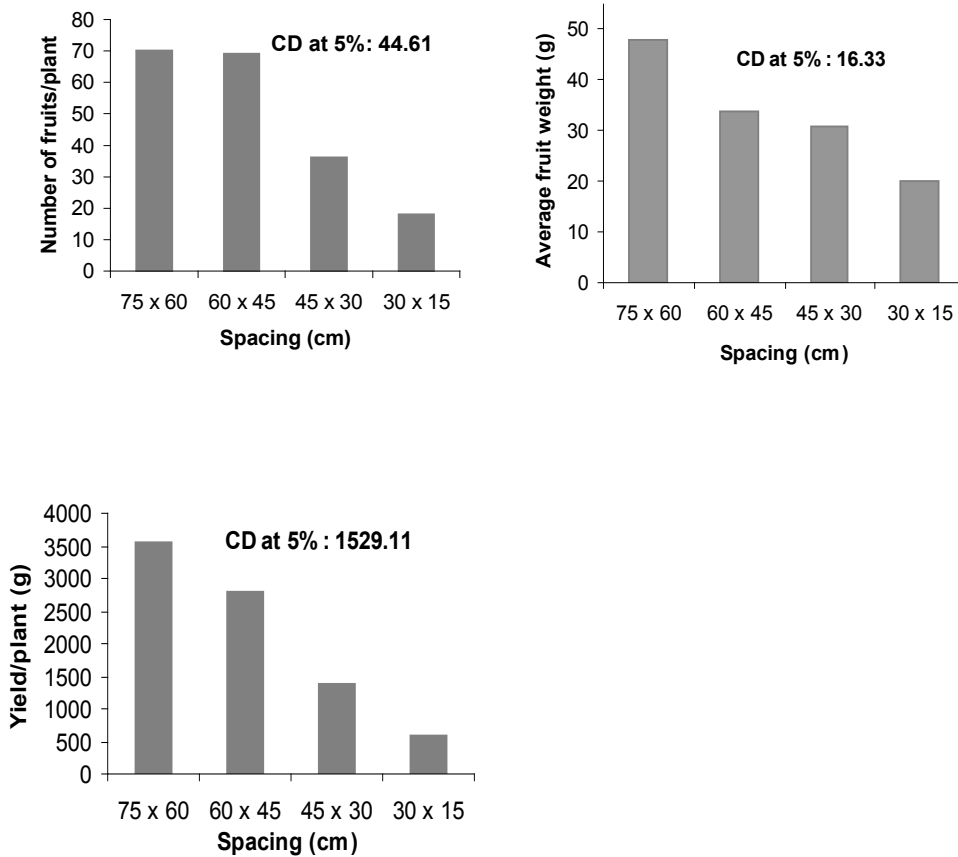 Number of fruits/plant
80
70
60
50
40
30
20
10
0
CD at 5%: 44.61
75 x 60 60 x 45 45 x 30 30 x 15
Spacing (cm)
Average fruit weight (g)
50
40
30
20
10
0
CD at 5% : 16.33
75 x 60 60 x 45 45 x 30 30 x 15
Spacing (cm)
Yield/plant (g)
4000
3500
3000
2500
2000
1500
1000
500
0
CD at 5% : 1529.11
75 x 60 60 x 45 45 x 30 30 x 15
Spacing (cm)